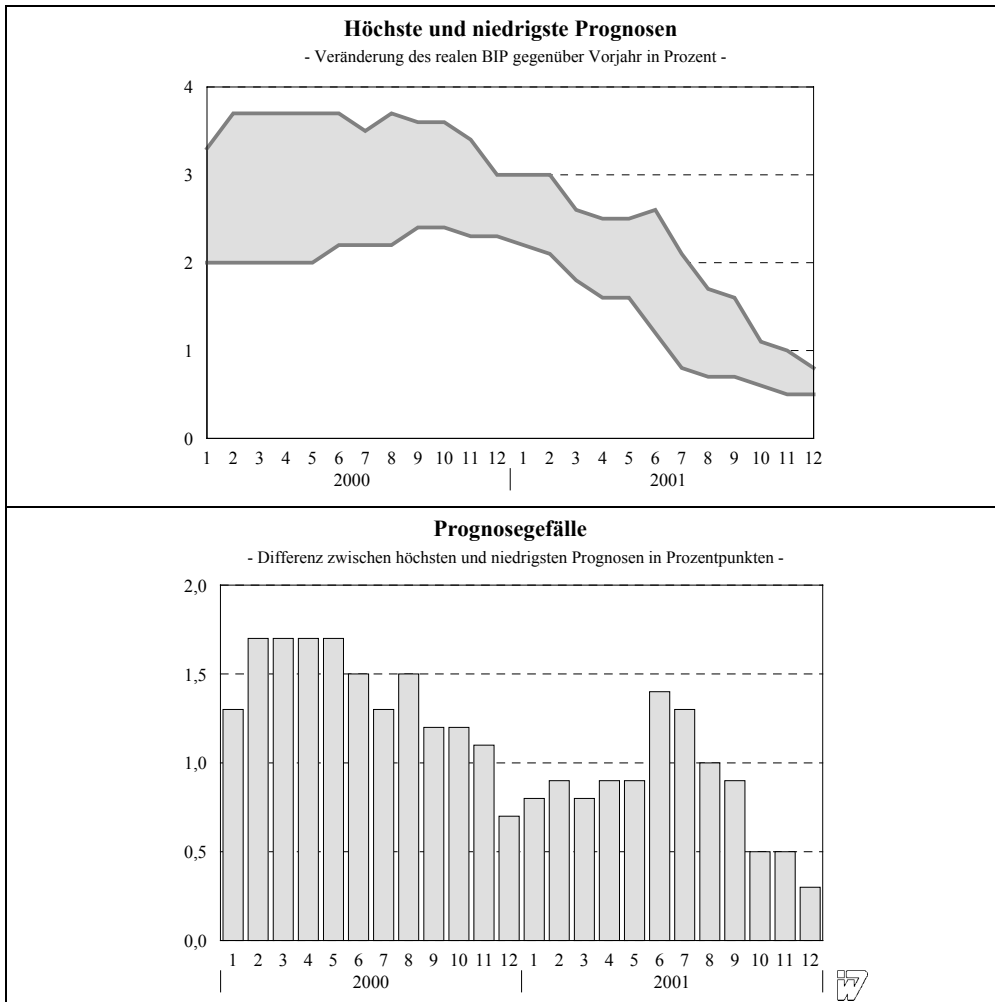 Höchste und niedrigste Prognosen
- Veränderung des realen BIP gegenüber Vorjahr in Prozent -
4
3
2
1
0
1 2 3 4 5 6 7 8 9 10 11 12 1 2 3 4 5 6 7 8 9 10 11 12
2000 2001
Prognosegefälle
- Differenz zwischen höchsten und niedrigsten Prognosen in Prozentpunkten -
2,0
1,5
1,0
0,5
0,0
1 2 3 4 5 6 7 8 9 10 11 12 1 2 3 4 5 6 7 8 9 10 11 12
2000 2001
iw